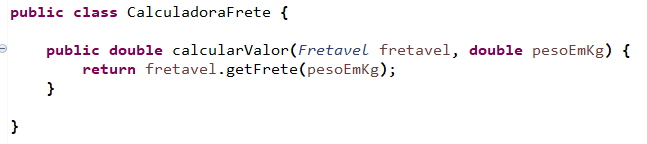 public class CalculadoraFrete {
public double calcularValor(Fretavel fretavel, double pesoEmKg) {
return fretavel.getFrete(pesoEmKg);
}
}